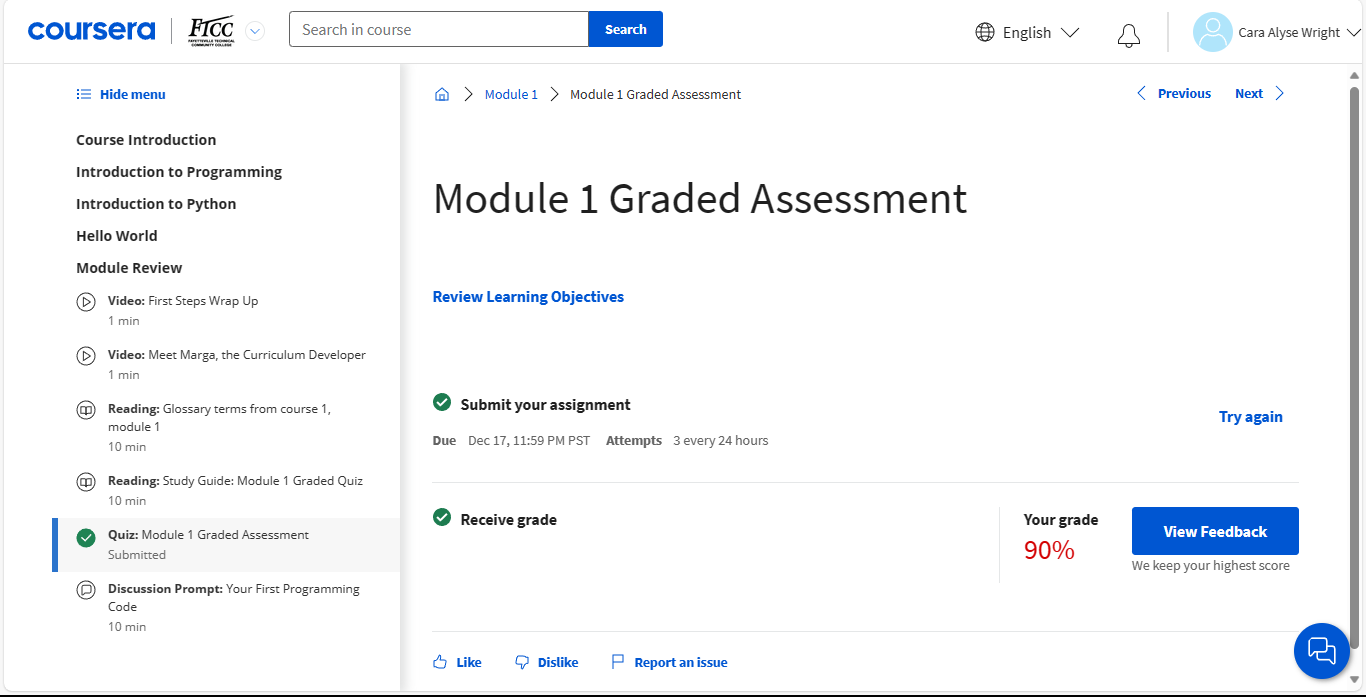 coursera
FTCC
FAYETTEVILLE TECHNICAL
COMMUNITY COLLEGE
Search in course
Search
English
Cara Alyse Wright
Hide menu
Course Introduction
Introduction to Programming
Introduction to Python
Hello World
Module Review
Video: First Steps Wrap Up
1 min
Video: Meet Marga, the Curriculum Developer
1 min
Reading: Glossary terms from course 1,
module 1
10 min
Reading: Study Guide: Module 1 Graded Quiz
10 min
Quiz: Module 1 Graded Assessment
Submitted
Discussion Prompt: Your First Programming
Code
10 min
Module 1
Module 1 Graded Assessment
Previous
Next
Module 1 Graded Assessment
Review Learning Objectives
Submit your assignment
Due Dec 17, 11:59 PM PST Attempts 3 every 24 hours
Try again
Receive grade
Your grade
90%
View Feedback
We keep your highest score
Like
Dislike
Report an issue